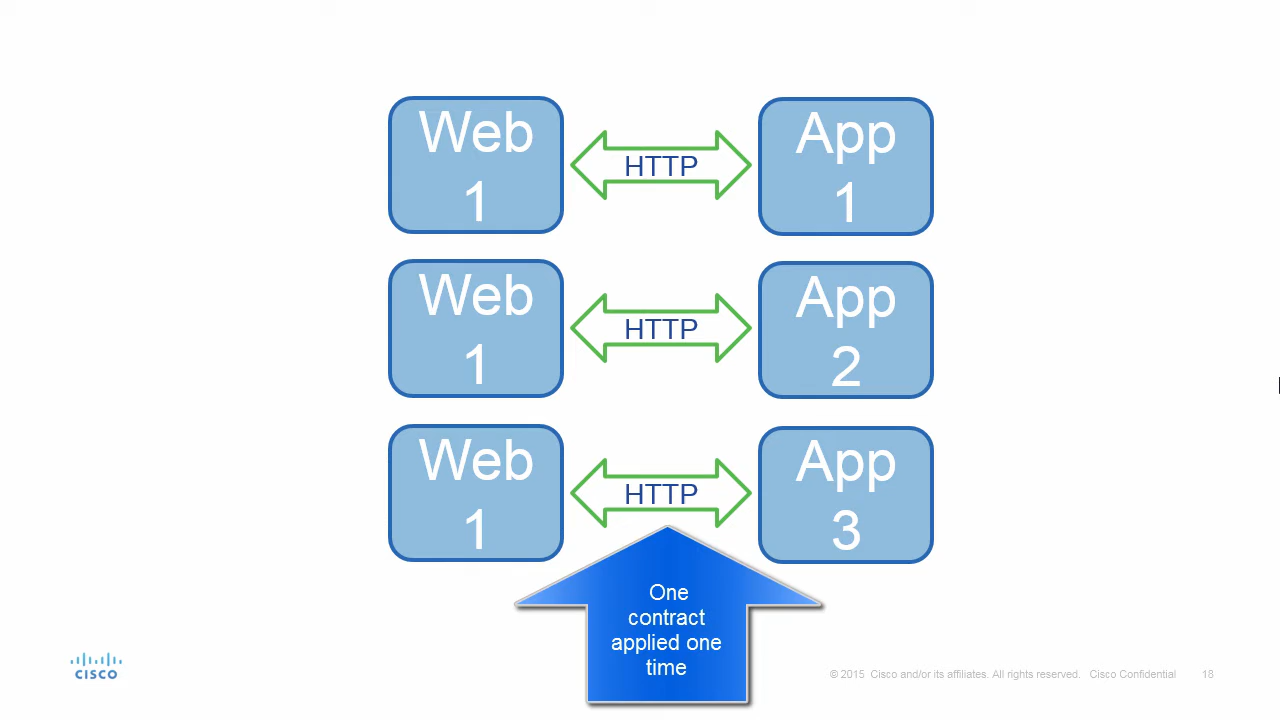 Web
1
HTTP
App
1
Web
1
HTTP
App
2
Web
1
HTTP
App
3
One
contract
applied one
time
CISCO
© 2015 Cisco and/or its affiliates. All rights reserved. Cisco Confidential 18